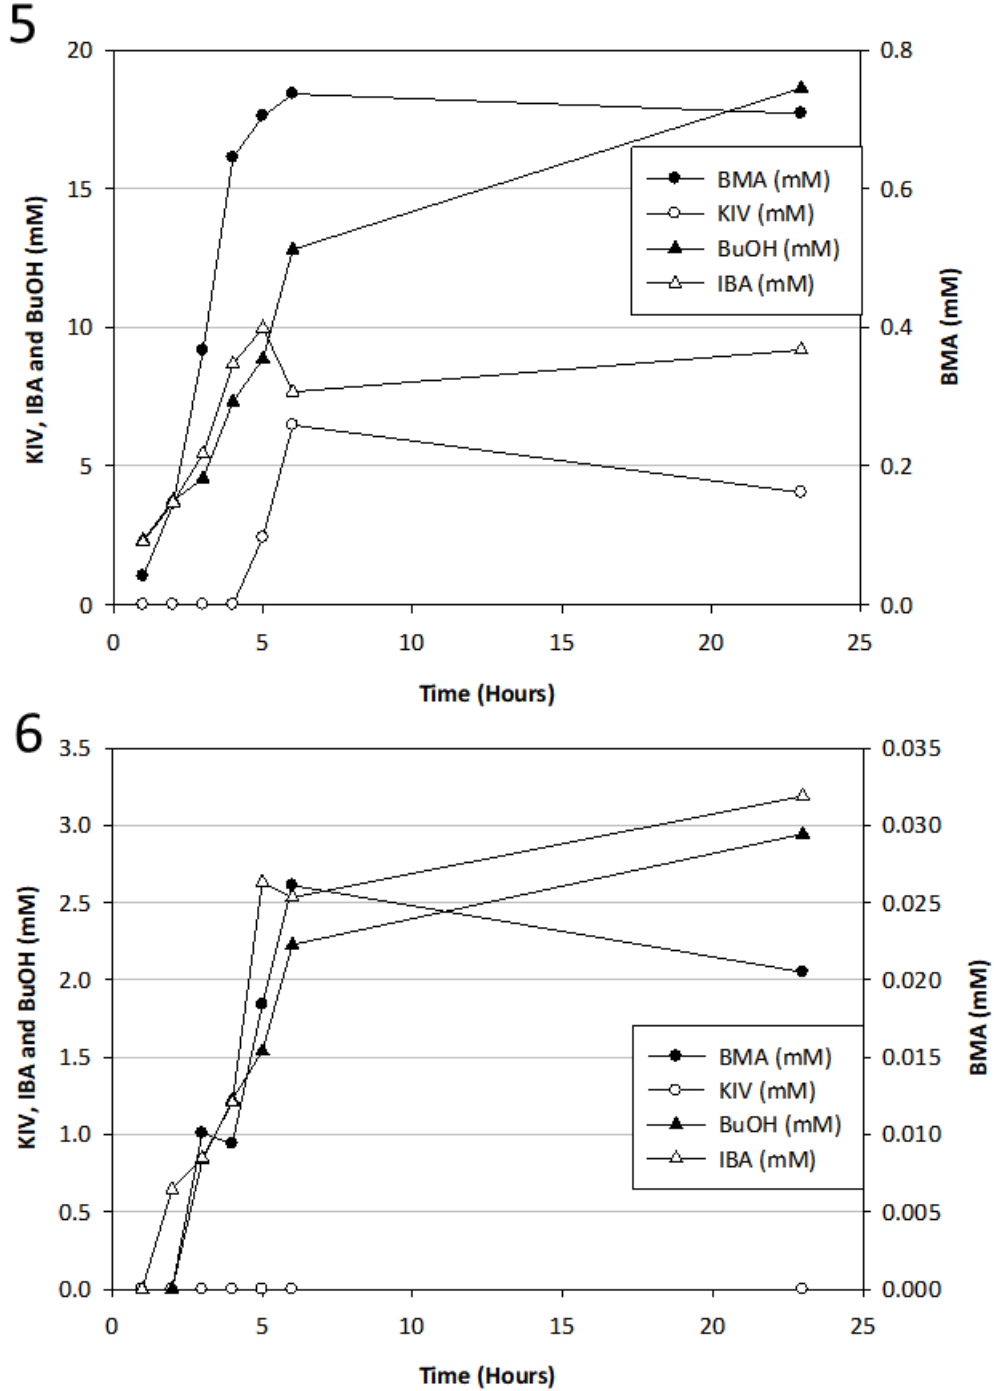 5
20
15
10
5
0
KIV, IBA and BuOH (mM)
0.8
0.6
0.4
0.2
0.0
BMA (mM)
BMA (mM)
KIV (mM)
BuOH (mM)
IBA (mM)
0 5 10 15 20 25
Time (Hours)
6
3.5
3.0
2.5
2.0
1.5
1.0
0.5
0.0
KIV, IBA and BuOH (mM)
0.035
0.030
0.025
0.020
0.015
0.010
0.005
0.000
BMA (mM)
BMA (mM)
KIV (mM)
BuOH (mM)
IBA (mM)
0 5 10 15 20 25
Time (Hours)